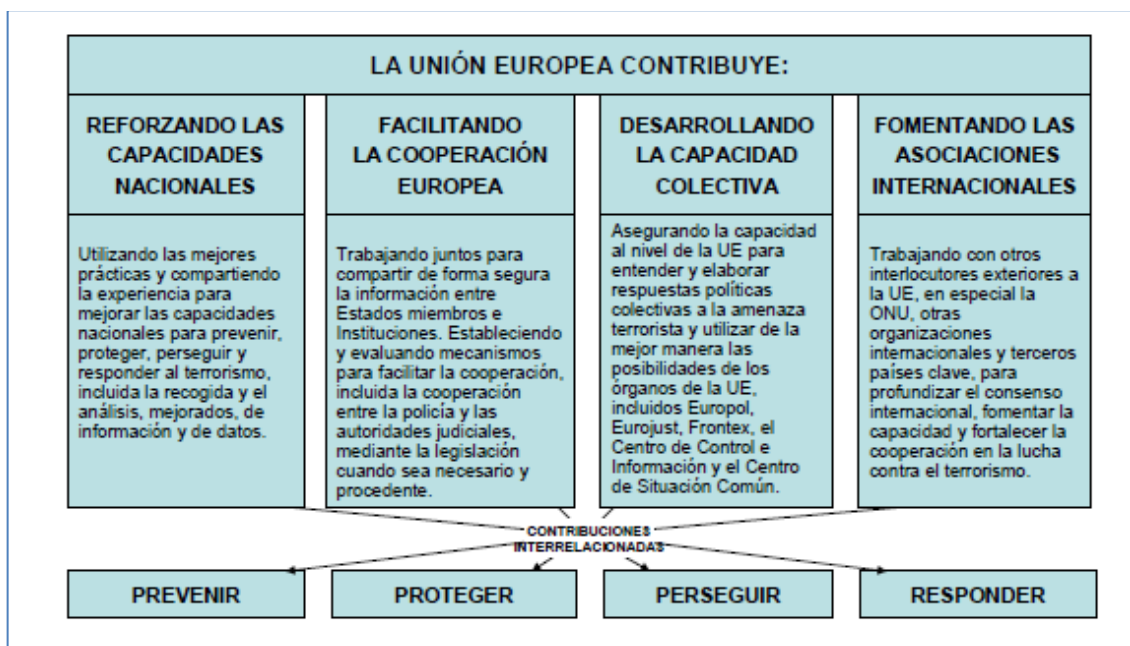 LA UNIÓN EUROPEA CONTRIBUYE:
REFORZANDO LAS
CAPACIDADES
NACIONALES
Utilizando las mejores
prácticas y compartiendo
la experiencia para
mejorar las capacidades
nacionales para prevenir,
proteger, perseguir y
responder al terrorismo,
incluida la recogida y el
análisis, mejorados, de
información y de datos.
FACILITANDO
LA COOPERACIÓN
EUROPEA
Trabajando juntos para
compartir de forma segura
la información entre
Estados miembros e
Instituciones. Estableciendo
y evaluando mecanismos
para facilitar la cooperación,
incluida la cooperación
entre la policía y las
autoridades judiciales,
mediante la legislación
cuando sea necesario y
procedente.
DESARROLLANDO
LA CAPACIDAD
COLECTIVA
Asegurando la capacidad
al nivel de la UE para
entender y elaborar
respuestas políticas
colectivas a la amenaza
terrorista y utilizar de la
mejor manera las
posibilidades de los
órganos de la UE,
incluidos Europol,
Eurojust, Frontex, el
Centro de Control e
Información y el Centro
de Situación Común.
FOMENTANDO LAS
ASOCIACIONES
INTERNACIONALES
Trabajando con otros
interlocutores exteriores a
la UE, en especial la
ONU, otras
organizaciones
internacionales y terceros
países clave, para
profundizar el consenso
internacional, fomentar la
capacidad y fortalecer la
cooperación en la lucha
contra el terrorismo.
CONTRIBUCIONES
INTERRELACIONADAS
PREVENIR
PROTEGER
PERSEGUIR
RESPONDER